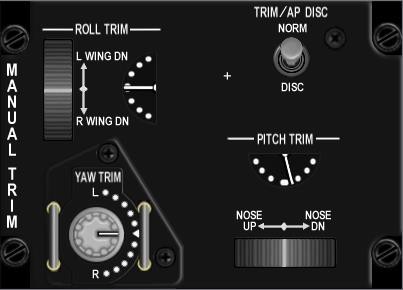 MANUAL TRIM
ROLL TRIM
L WING DN
R WING DN
TRIM/AP DISC
NORM
DISC
PITCH TRIM
NOSE UP
NOSE DN
YAW TRIM
L
R